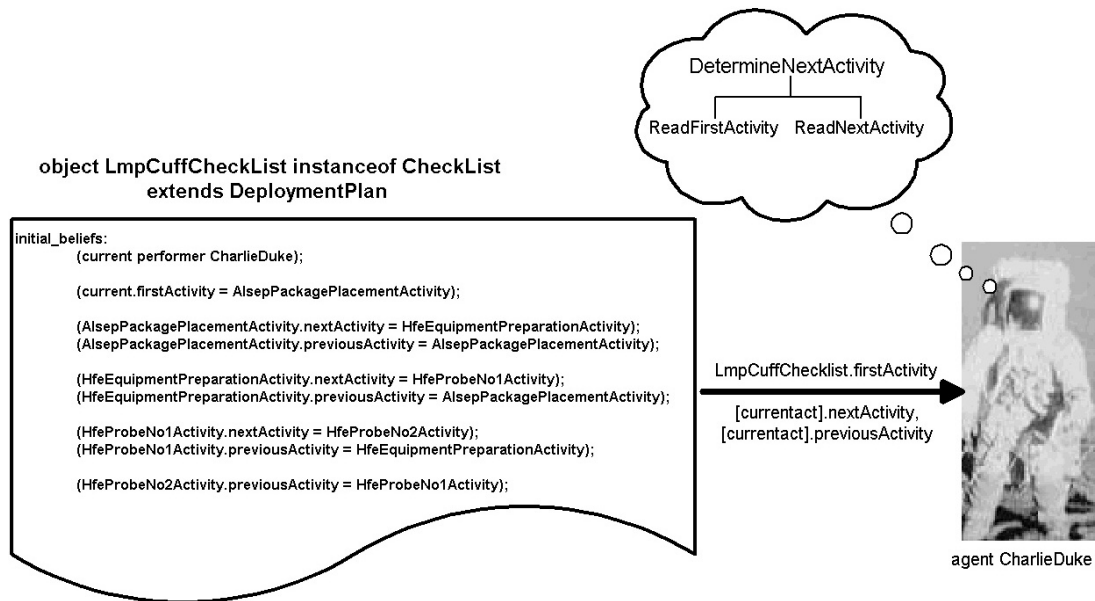 DetermineNextActivity
ReadFirstActivity ReadNextActivity
object LmpCuffCheckList instanceof CheckList
extends DeploymentPlan
initial_beliefs:
(current performer CharlieDuke);
(current.firstActivity = AlsepPackagePlacementActivity);
(AlsepPackagePlacementActivity.nextActivity = HfeEquipmentPreparationActivity);
(AlsepPackagePlacementActivity.previousActivity = AlsepPackagePlacementActivity);
(HfeEquipmentPreparationActivity.nextActivity = HfeProbeNo1Activity);
(HfeEquipmentPreparationActivity.previousActivity = AlsepPackagePlacementActivity);
(HfeProbeNo1Activity.nextActivity = HfeProbeNo2Activity);
(HfeProbeNo1Activity.previousActivity = HfeEquipmentPreparationActivity);
(HfeProbeNo2Activity.previousActivity = HfeProbeNo1Activity);
LmpCuffChecklist.firstActivity
[currentact].nextActivity,
[currentact].previousActivity
agent CharlieDuke